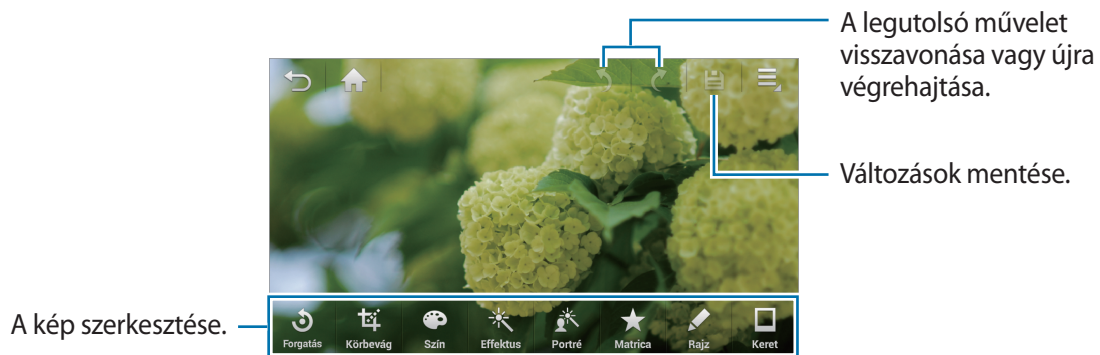 A legutolsó művelet
visszavonása vagy újra
végrehajtása.
Változások mentése.
A kép szerkesztése.
Forgatás Körbevág Szín Effektus Portré Matrica Rajz Keret